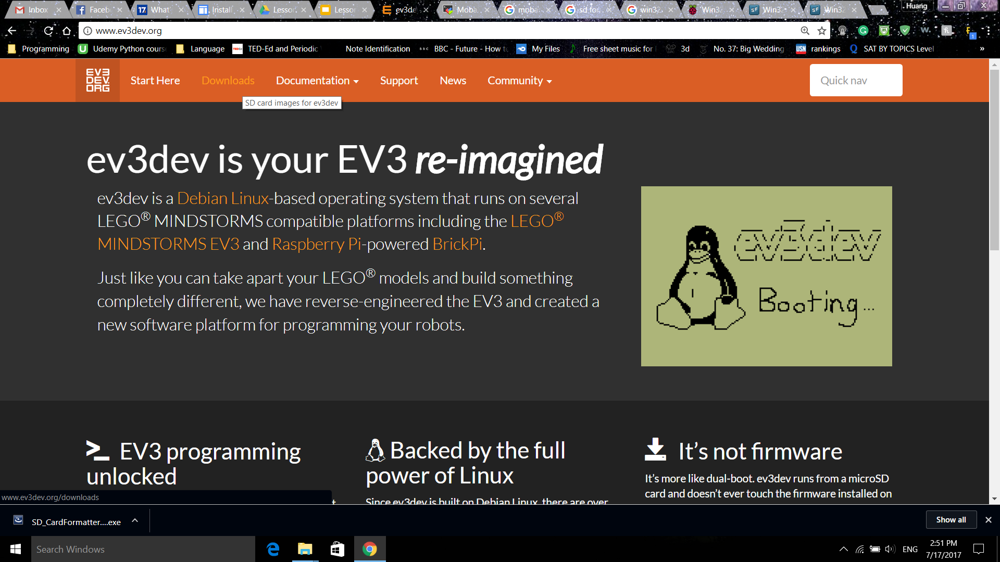 Inbox
Faceb
What'
Install
Lesson
Lesson
ev3de
Moba
moba
sd for
win32
Win32
Win3
Win32
Huang
www.ev3dev.org
Programming
Udemy Python cours
Language
TED-Ed and Periodic
Note Identification
BBC - Future - How to
My Files
Free sheet music for
3d
No. 37: Big Wedding
rankings
SAT BY TOPICS Level
»
EV3
DEV.
ORG
Start Here
Downloads
Documentation
Support
News
Community
Quick nav
SD card images for ev3dev
ev3dev is your EV3 re-imagined
ev3dev is a Debian Linux-based operating system that runs on several
LEGO® MINDSTORMS compatible platforms including the LEGO®
MINDSTORMS EV3 and Raspberry Pi-powered BrickPi.
Just like you can take apart your LEGO® models and build something
completely different, we have reverse-engineered the EV3 and created a
new software platform for programming your robots.
ev3dev
Booting...
EV3 programming
unlocked
Backed by the full
power of Linux
Since ev3dev is built on Debian Linux, there are over
It's not firmware
It's more like dual-boot. ev3dev runs from a microSD
card and doesn't ever touch the firmware installed on
www.ev3dev.org/downloads
SD_CardFormatter....exe
Show all
Search Windows
ENG
2:51 PM
7/17/2017